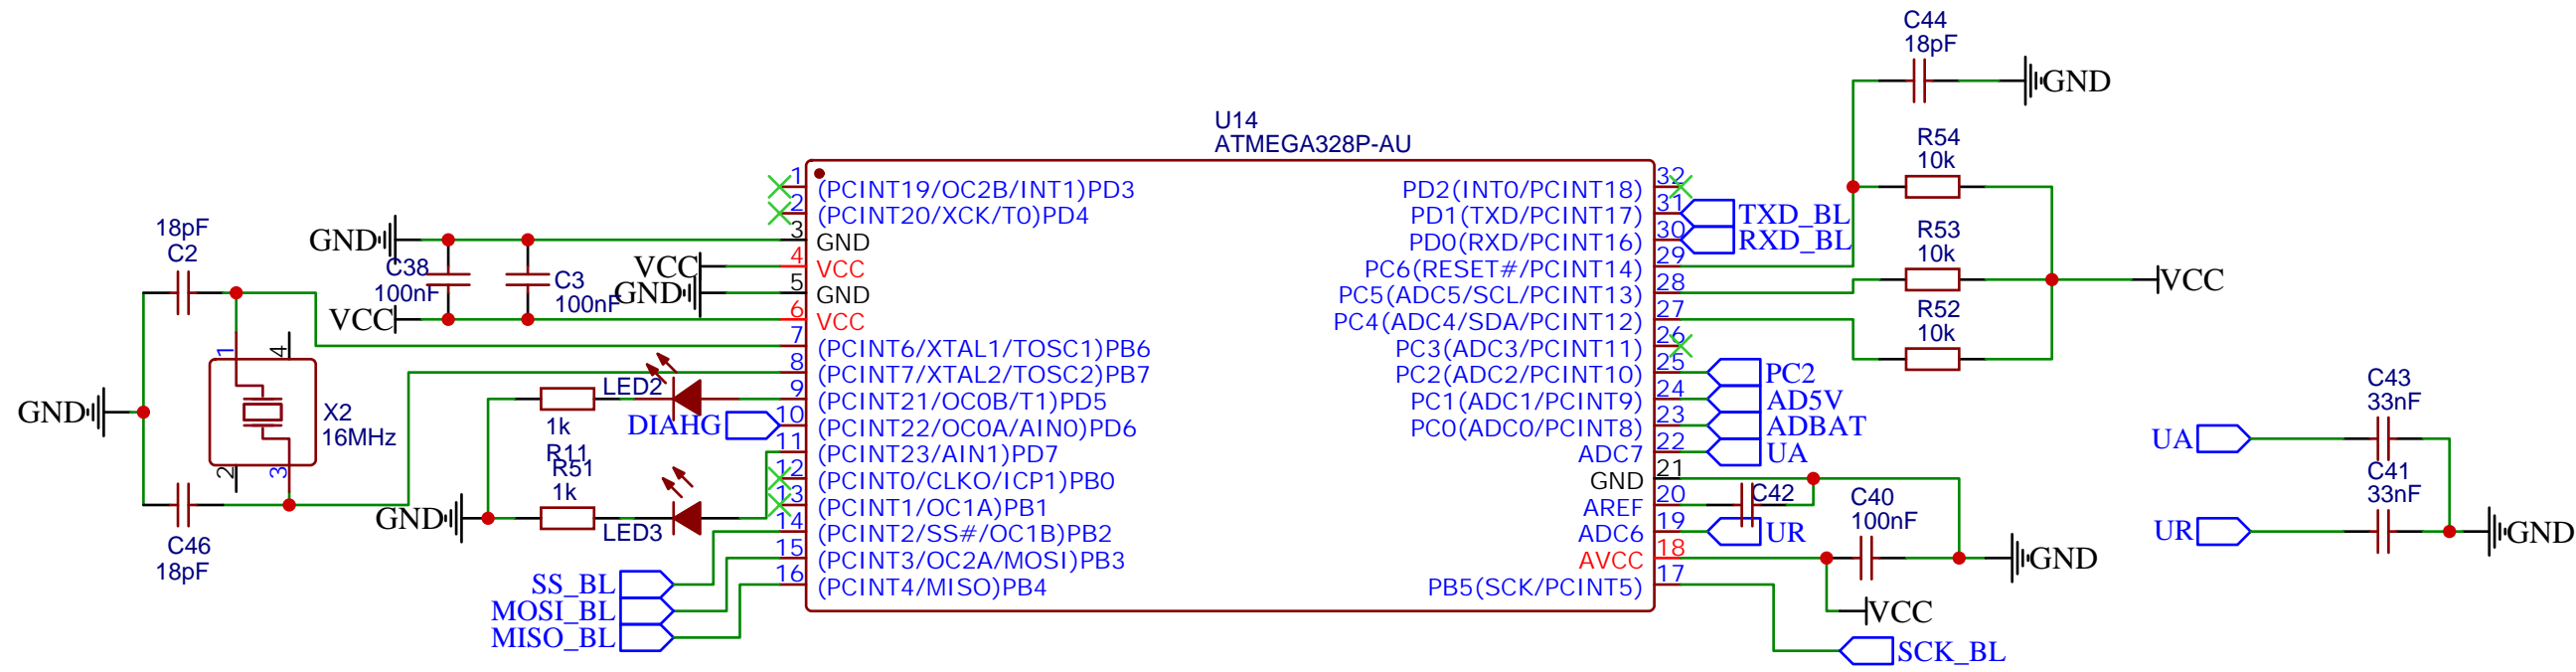 C44
18pF
GND
U14
ATMEGA328P-AU
R54
10k
1
(PCINT19/OC2B/INT1)PD3
PD2(INT0/PCINT18)
32
2
(PCINT20/XCK/T0)PD4
PD1(TXD/PCINT17)
31
TXD_BL
18pF
C2
GND
3
GND
PD0(RXD/PCINT16)
30
RXD_BL
R53
10k
C38
100nF
C3
100nF
VCC
4
VCC
PC6(RESET#/PCINT14)
29
GND
5
GND
PC5(ADC5/SCL/PCINT13)
28
VCC
VCC
6
VCC
PC4(ADC4/SDA/PCINT12)
27
R52
10k
7
(PCINT6/XTAL1/TOSC1)PB6
PC3(ADC3/PCINT11)
26
1
4
8
(PCINT7/XTAL2/TOSC2)PB7
PC2(ADC2/PCINT10)
25
PC2
LED2
9
(PCINT21/OC0B/T1)PD5
PC1(ADC1/PCINT9)
24
AD5V
C43
33nF
GND
X2
16MHz
1k
R11
DIAHG
10
(PCINT22/OC0A/AIN0)PD6
PC0(ADC0/PCINT8)
23
ADBAT
UA
11
(PCINT23/AIN1)PD7
ADC7
22
UA
2
3
R51
1k
12
(PCINT0/CLKO/ICP1)PB0
GND
21
C41
33nF
13
(PCINT1/OC1A)PB1
AREF
20
C42
C40
100nF
GND
LED3
14
(PCINT2/SS#/OC1B)PB2
ADC6
19
UR
UR
GND
C46
18pF
15
(PCINT3/OC2A/MOSI)PB3
AVCC
18
GND
SS_BL
16
(PCINT4/MISO)PB4
PB5(SCK/PCINT5)
17
MOSI_BL
VCC
MISO_BL
SCK_BL